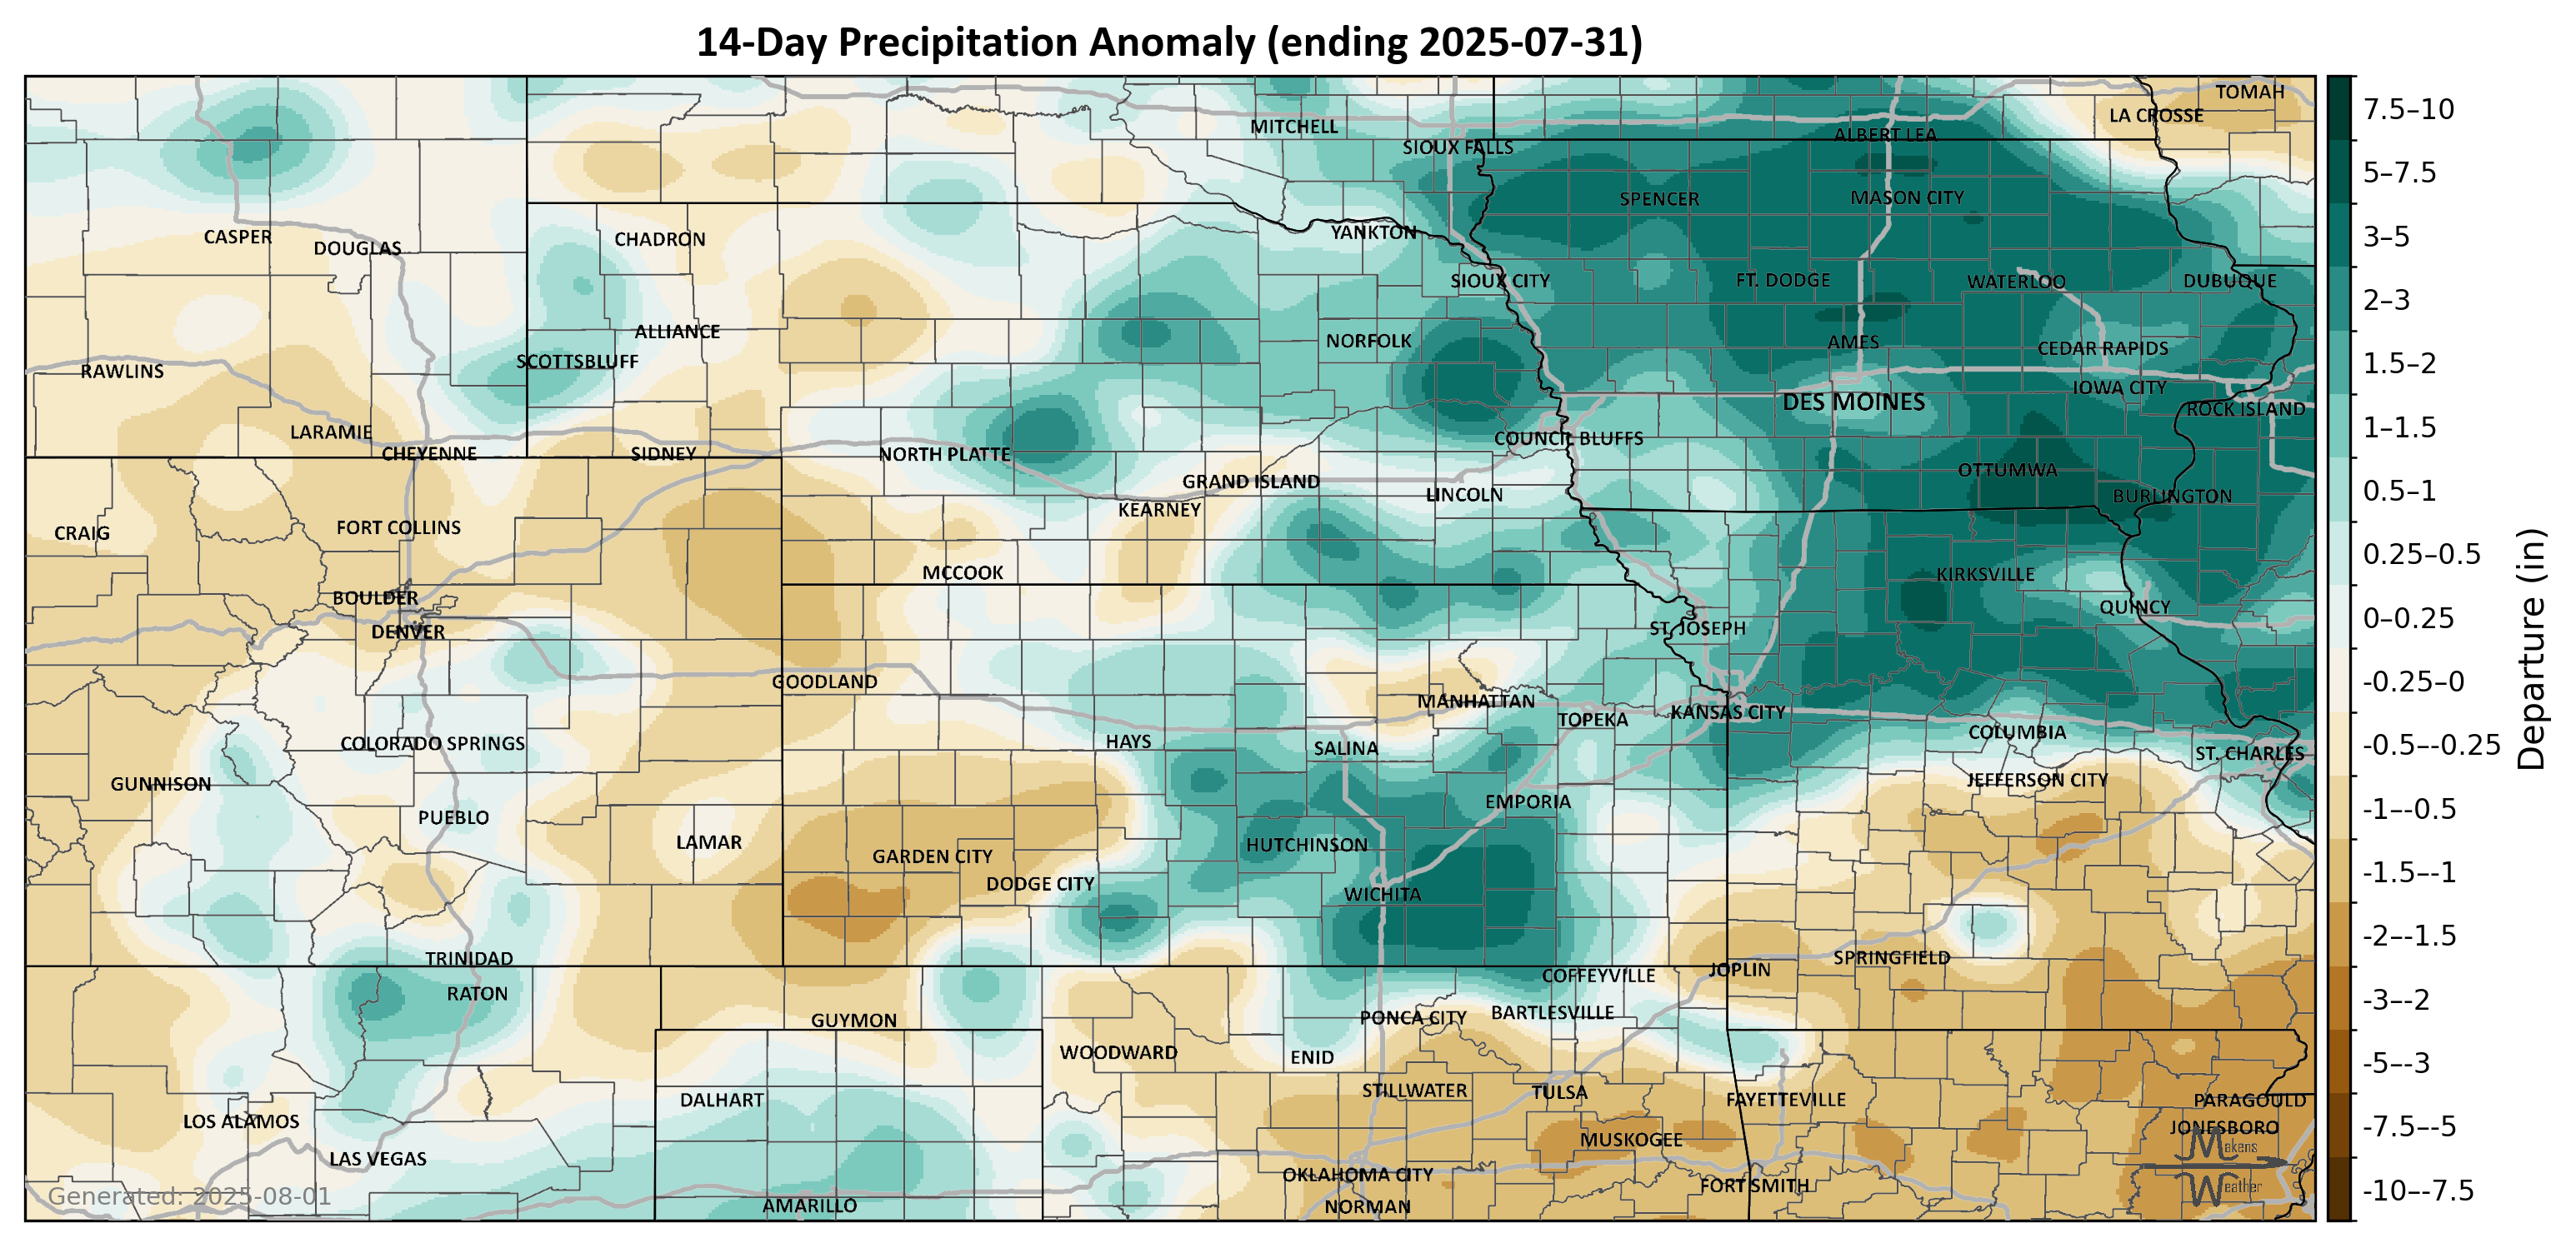 14-Day Precipitation Anomaly (ending 2025-07-31)
TOMAH
LA CROSSE
MITCHELL
ALBERT LEA
SIOUX FALLS
SPENCER
MASON CITY
CASPER
DOUGLAS
CHADRON
YANKTON
SIOUX CITY
FT. DODGE
WATERLOO
DUBUQUE
ALLIANCE
NORFOLK
AMES
CEDAR RAPIDS
RAWLINS
SCOTTSBLUFF
IOWA CITY
DES MOINES
ROCK ISLAND
LARAMIE
COUNCIL BLUFFS
CHEYENNE
SIDNEY
NORTH PLATTE
OTTUMWA
GRAND ISLAND
LINCOLN
BURLINGTON
KEARNEY
CRAIG
FORT COLLINS
MCCOOK
KIRKSVILLE
BOULDER
QUINCY
DENVER
ST. JOSEPH
GOODLAND
MANHATTAN
TOPEKA
KANSAS CITY
COLUMBIA
COLORADO SPRINGS
HAYS
SALINA
ST. CHARLES
GUNNISON
JEFFERSON CITY
EMPORIA
PUEBLO
LAMAR
HUTCHINSON
GARDEN CITY
DODGE CITY
WICHITA
TRINIDAD
SPRINGFIELD
JOPLIN
COFFEYVILLE
RATON
GUYMON
PONCA CITY
BARTLESVILLE
WOODWARD
ENID
STILLWATER
TULSA
DALHART
FAYETTEVILLE
PARAGOULD
LOS ALAMOS
JONESBORO
MUSKOGEE
LAS VEGAS
OKLAHOMA CITY
FORT SMITH
AMARILLO
NORMAN
Generated: 2025-08-01
Makens
Weather
7.5–10
5–7.5
3–5
2–3
1.5–2
1–1.5
0.5–1
0.25–0.5
0–0.25
-0.25–0
-0.5–-0.25
-1–-0.5
-1.5–-1
-2–-1.5
-3–-2
-5–-3
-7.5–-5
-10–-7.5
Departure (in)